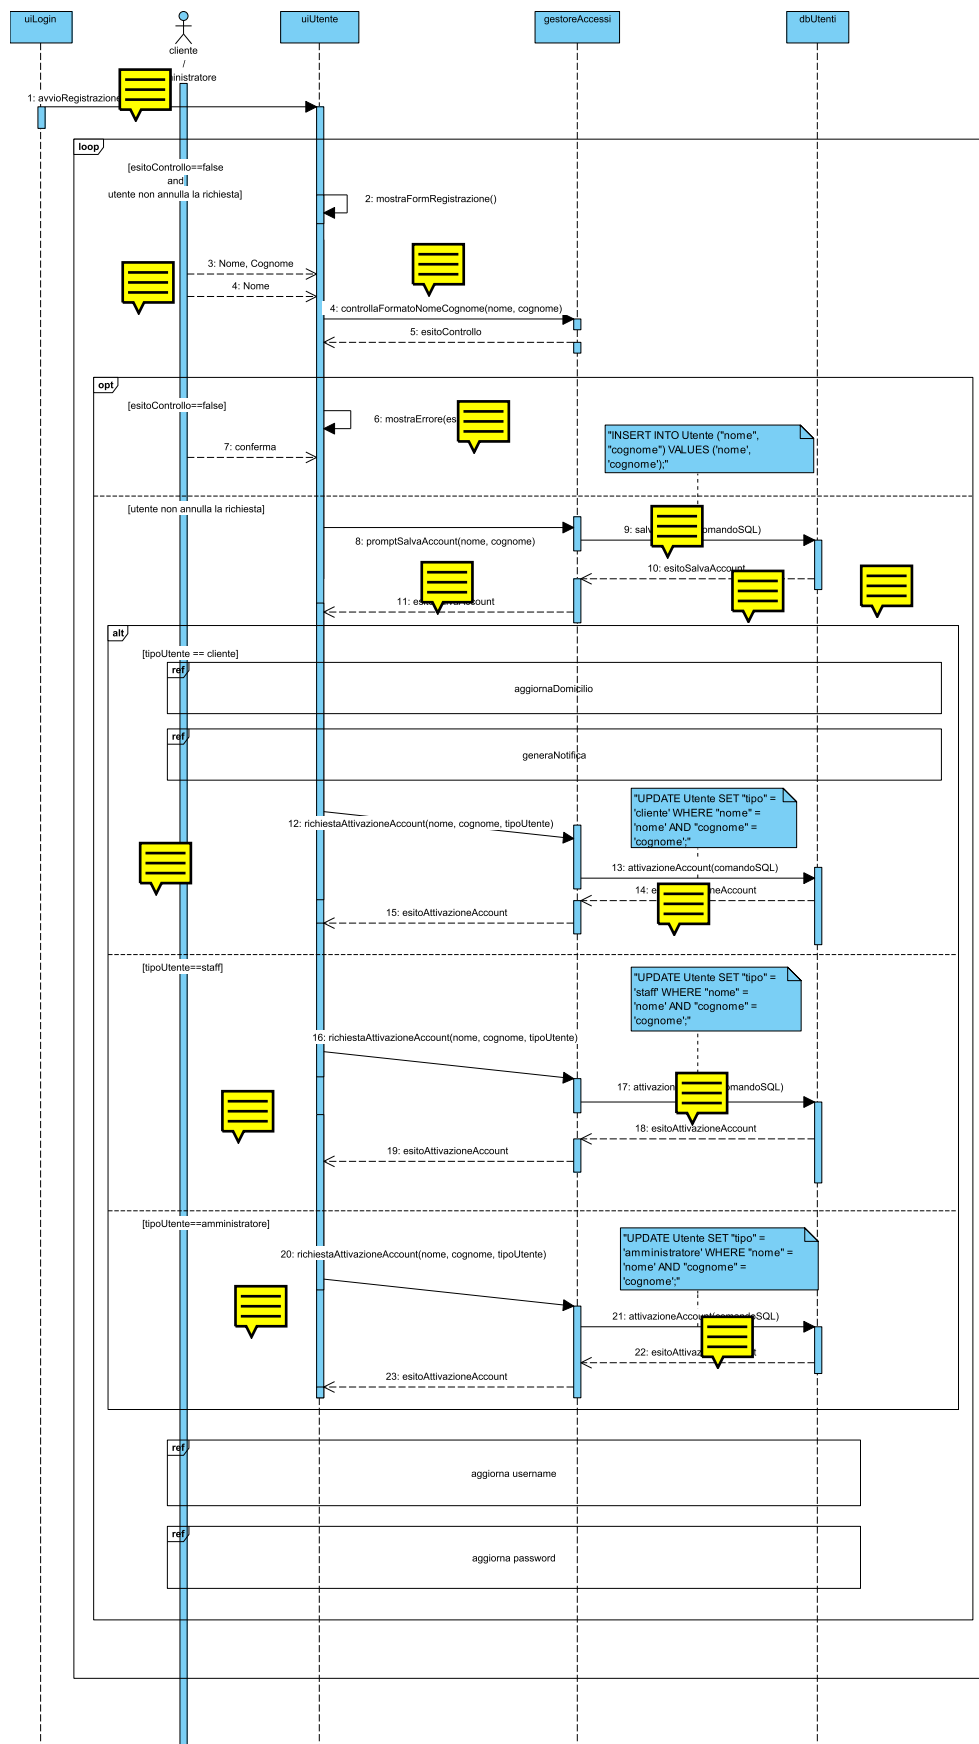 uiLogin
cliente
/
uiUtente
gestoreAccessi
dbUtenti
1: avvioRegistrazione
loop
[esitoControllo==false
and
utente non annulla la richiesta]
2: mostraFormRegistrazione()
3: Nome, Cognome
4: Nome
4: controllaFormatoNomeCognome(nome, cognome)
5: esitoControllo
opt
[esitoControllo==false]
6: mostraErrore(es
7: conferma
"INSERT INTO Utente ("nome",
"cognome") VALUES ('nome',
'cognome');"
[utente non annulla la richiesta]
8: promptSalvaAccount(nome, cognome)
9: salv
omandoSQL)
10: esitoSalvaAccount
11:
alt
[tipoUtente == cliente]
ref
aggiornaDomicilio
ref
generaNotifica
"UPDATE Utente SET "tipo" =
'cliente' WHERE "nome" =
'nome' AND "cognome" =
'cognome';"
12: richiestaAttivazioneAccount(nome, cognome, tipoUtente)
13: attivazioneAccount(comandoSQL)
14: e
neAccount
15: esitoAttivazioneAccount
[tipoUtente==staff]
"UPDATE Utente SET "tipo" =
'staff' WHERE "nome" =
'nome' AND "cognome" =
'cognome';"
16: richiestaAttivazioneAccount(nome, cognome, tipoUtente)
17: attivazion
omandoSQL)
18: esitoAttivazioneAccount
19: esitoAttivazioneAccount
[tipoUtente==amministratore]
"UPDATE Utente SET "tipo" =
'amministratore' WHERE "nome" =
'nome' AND "cognome" =
'cognome';"
20: richiestaAttivazioneAccount(nome, cognome, tipoUtente)
21: attivazioneAccount(comandoSQL)
22: esitoAttivaz
23: esitoAttivazioneAccount
ref
aggiorna username
ref
aggiorna password